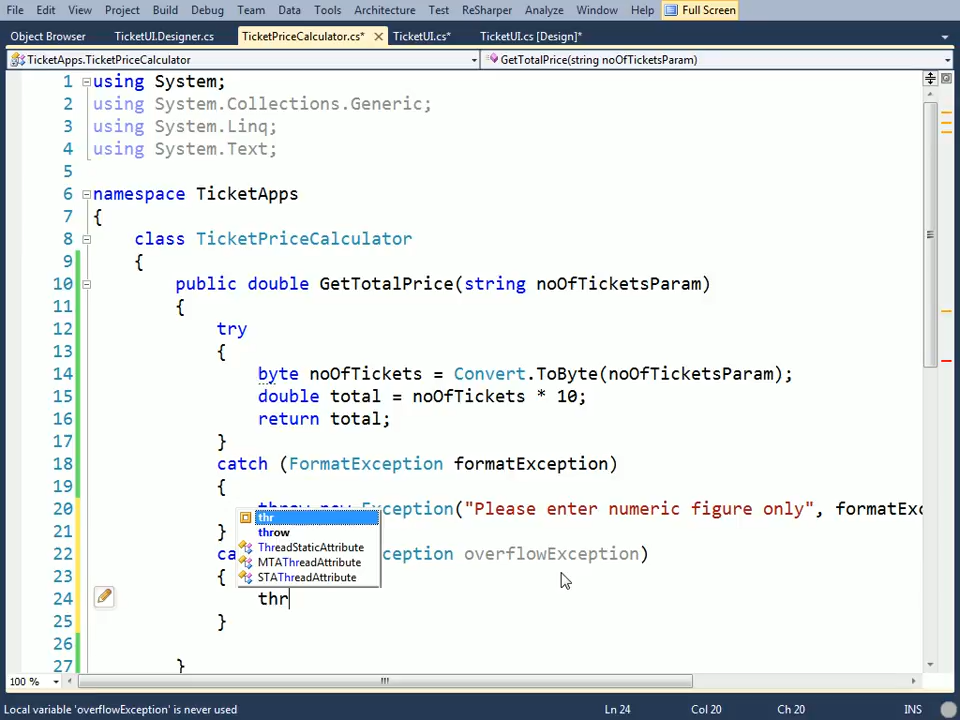 File Edit View Project Build Debug Team Data Tools Architecture Test ReSharper Analyze Window Help Full Screen
Object Browser TicketUI.Designer.cs TicketPriceCalculator.cs* TicketUI.cs* TicketUI.cs [Design]*
TicketApps.TicketPriceCalculator GetTotalPrice(string noOfTicketsParam)
1 using System;
2 using System.Collections.Generic;
3 using System.Linq;
4 using System.Text;
5
6 namespace TicketApps
7 {
8 class TicketPriceCalculator
9 {
10 public double GetTotalPrice(string noOfTicketsParam)
11 {
12 try
13 {
14 byte noOfTickets = Convert.ToByte(noOfTicketsParam);
15 double total = noOfTickets * 10;
16 return total;
17 }
18 catch (FormatException formatException)
19 {
20 throw new Exception("Please enter numeric figure only", formatExc
thr
21 }
throw
22 ca ception overflowException)
ThreadStaticAttribute
MTAThreadAttribute
23 {
STAThreadAttribute
24 thr
25 }
26
27 }
100 %
Local variable 'overflowException' is never used Ln 24 Col 20 Ch 20 INS